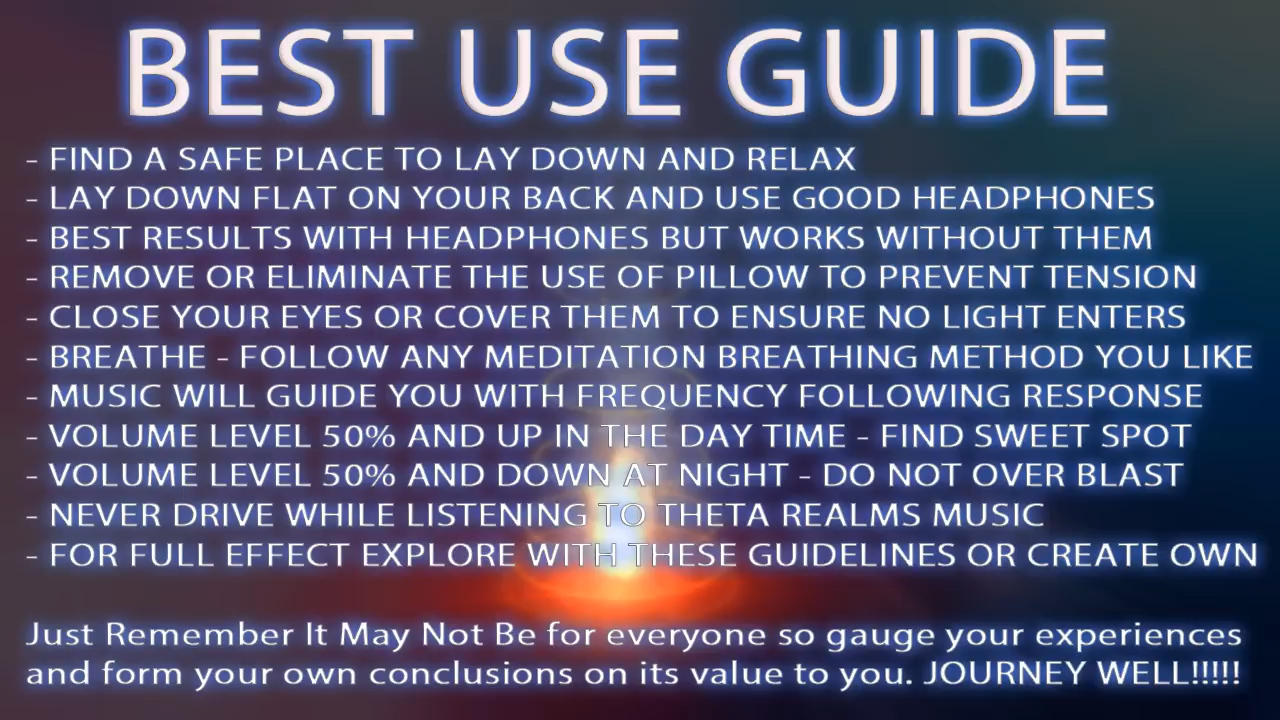 BEST USE GUIDE
- FIND A SAFE PLACE TO LAY DOWN AND RELAX
- LAY DOWN FLAT ON YOUR BACK AND USE GOOD HEADPHONES
- BEST RESULTS WITH HEADPHONES BUT WORKS WITHOUT THEM
- REMOVE OR ELIMINATE THE USE OF PILLOW TO PREVENT TENSION
- CLOSE YOUR EYES OR COVER THEM TO ENSURE NO LIGHT ENTERS
- BREATHE - FOLLOW ANY MEDITATION BREATHING METHOD YOU LIKE
- MUSIC WILL GUIDE YOU WITH FREQUENCY FOLLOWING RESPONSE
- VOLUME LEVEL 50% AND UP IN THE DAY TIME - FIND SWEET SPOT
- VOLUME LEVEL 50% AND DOWN AT NIGHT - DO NOT OVER BLAST
- NEVER DRIVE WHILE LISTENING TO THETA REALMS MUSIC
- FOR FULL EFFECT EXPLORE WITH THESE GUIDELINES OR CREATE OWN
Just Remember It May Not Be for everyone so gauge your experiences
and form your own conclusions on its value to you. JOURNEY WELL!!!!!